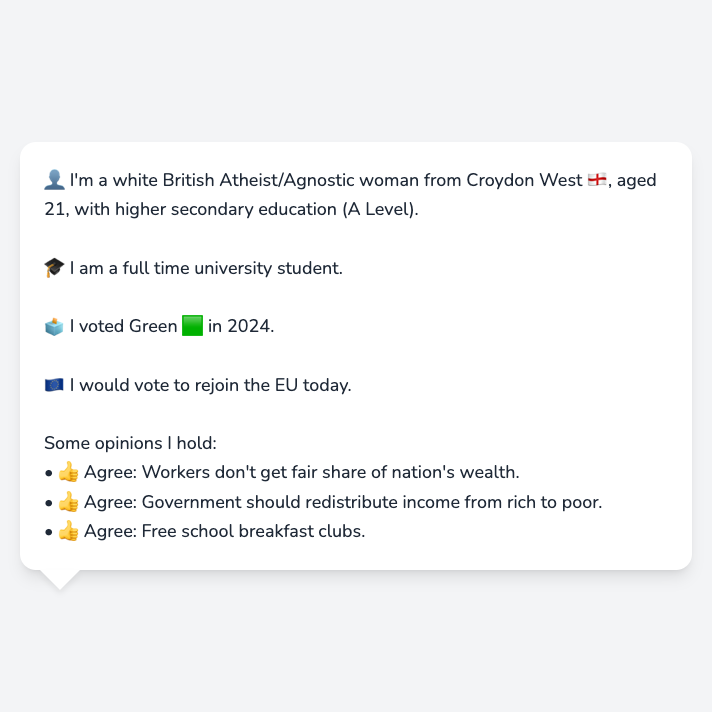 👤 I'm a white British Atheist/Agnostic woman from Croydon West 🏴󠁧󠁢󠁥󠁮󠁧󠁿, aged
21, with higher secondary education (A Level).
🎓 I am a full time university student.
🗳️ I voted Green 🟩 in 2024.
🇪🇺 I would vote to rejoin the EU today.
Some opinions I hold:
• 👍 Agree: Workers don't get fair share of nation's wealth.
• 👍 Agree: Government should redistribute income from rich to poor.
• 👍 Agree: Free school breakfast clubs.